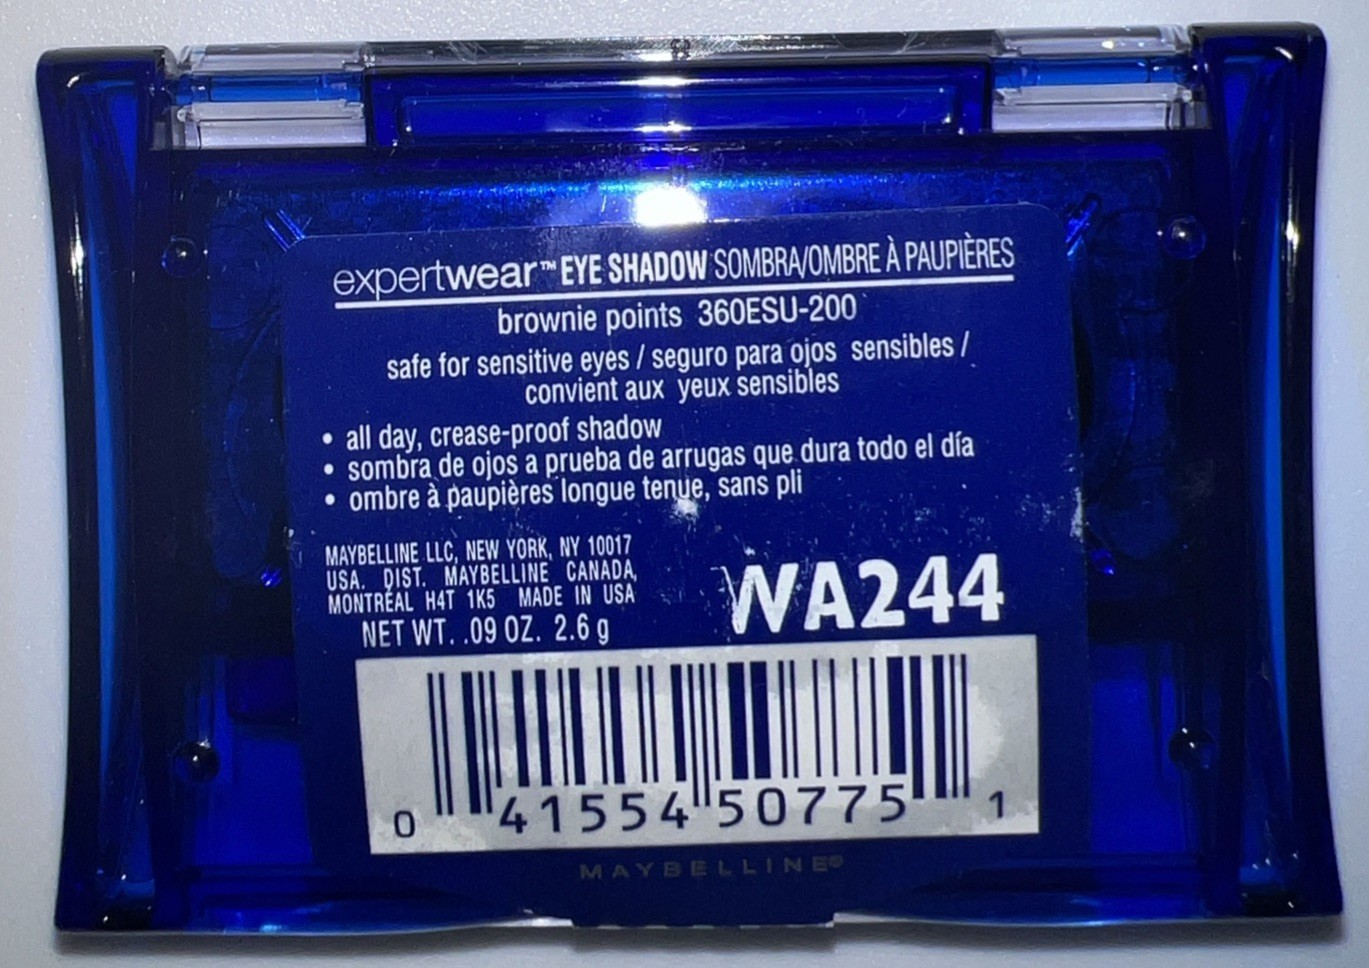 expertwear™ EYE SHADOW SOMBRA/OMBRE À PAUPIÈRES
brownie points 360ESU-200
safe for sensitive eyes / seguro para ojos sensibles /
convient aux yeux sensibles
• all day, crease-proof shadow
• sombra de ojos a prueba de arrugas que dura todo el día
• ombre à paupières longue tenue, sans pli
MAYBELLINE LLC, NEW YORK, NY 10017
USA. DIST. MAYBELLINE CANADA,
MONTRÉAL H4T 1K5 MADE IN USA
NET WT. .09 OZ. 2.6 g
WA244
0 41554 50775 1
MAYBELLINE®